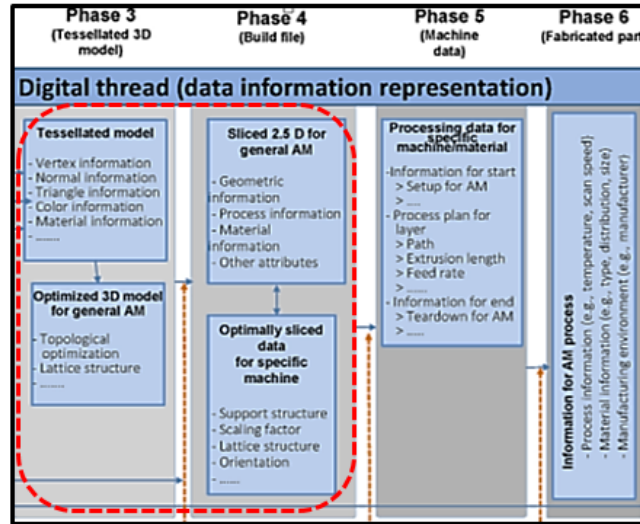 Phase 3
(Tessellated 3D
model)
Phase 4
(Build file)
Phase 5
(Machine
data)
Phase 6
(Fabricated part
Digital thread (data information representation)
Tessellated model
- Vertex information
- Normal information
- Triangle information
- Color information
- Material information
- ......
Optimized 3D model
for general AM
- Topological
optimization
- Lattice structure
- ......
Sliced 2.5 D for
general AM
- Geometric
information
- Process information
- Material
information
- Other attributes
Optimally sliced
data
for specific
machine
- Support structure
- Scaling factor
- Lattice structure
- Orientation
- ......
Processing data for
specific
machine/material
-Information for start
> Setup for AM
> ......
- Process plan for
layer
> Path
> Extrusion length
> Feed rate
> ......
- Information for end
> Teardown for AM
> ......
Information for AM process
- Process information (e.g., temperature, scan speed)
- Material information (e.g., type, distribution, size)
- Manufacturing environment (e.g., manufacturer)